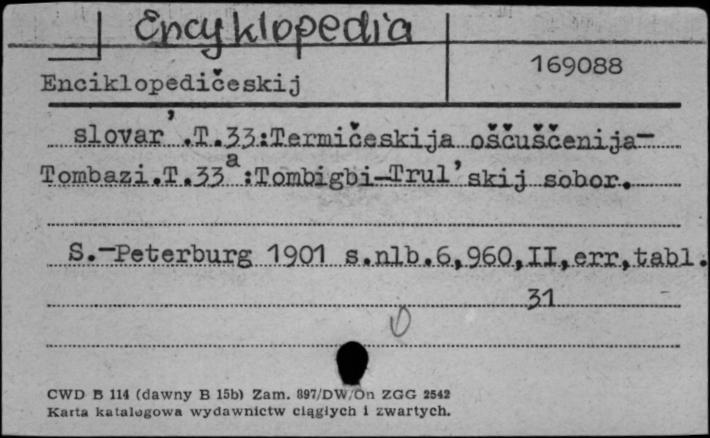 Encyklopedia
169088
Enciklopedičeskij
slovar’.T.33:Termičeskija oščuščenija-
Tombazi.T.33a:Tombigbi-Trul’skij sobor.
S.-Peterburg 1901 s.nlb.6,960,II,err,tabl.
31
CWD B 114 (dawny B 15b) Zam. 897/DW/On ZGG 2542
Karta katalogowa wydawnictw ciągłych i zwartych.